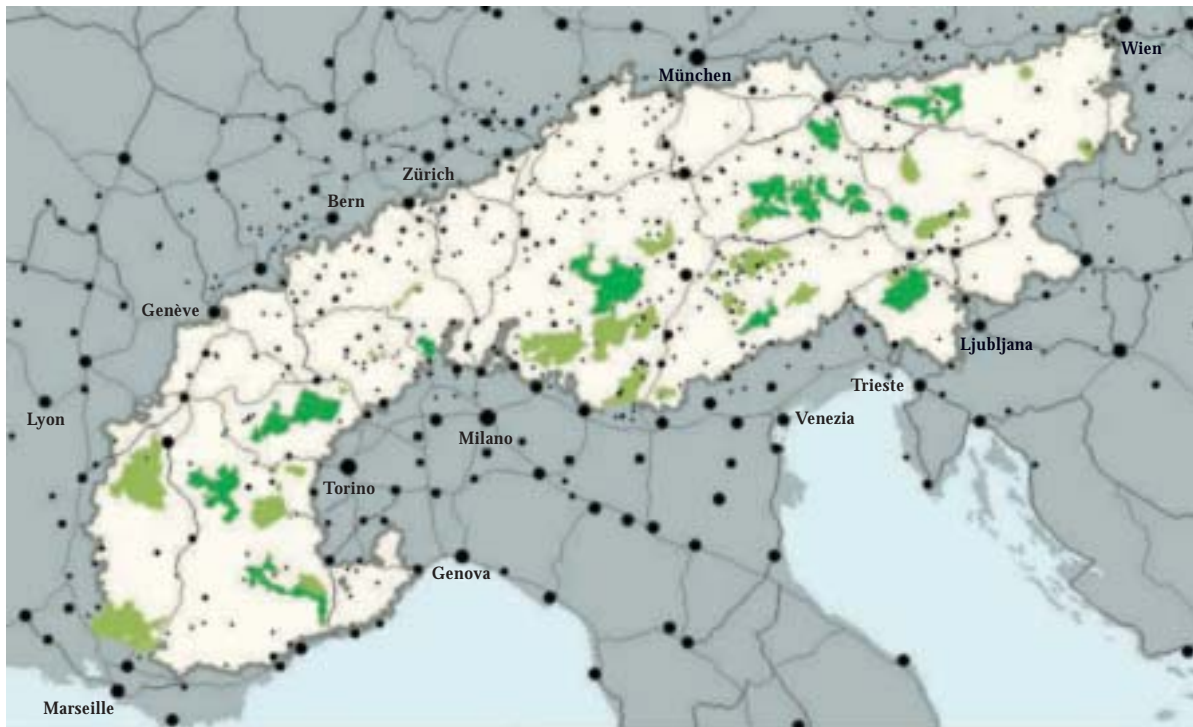 Wien
München
Zürich
Bern
Genève
Ljubljana
Lyon
Trieste
Milano
Venezia
Torino
Genova
Marseille